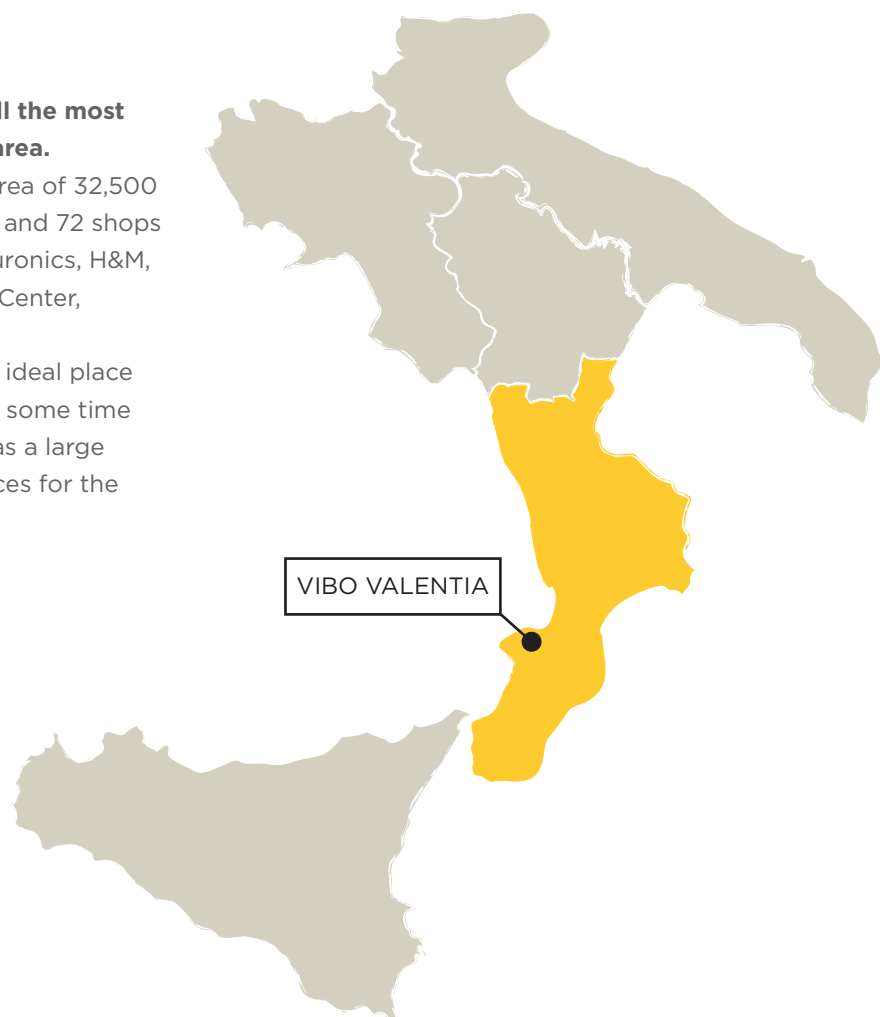 ll the most
area.
rea of 32,500
and 72 shops
uronics, H&M,
Center,
ideal place
some time
as a large
ces for the
VIBO VALENTIA